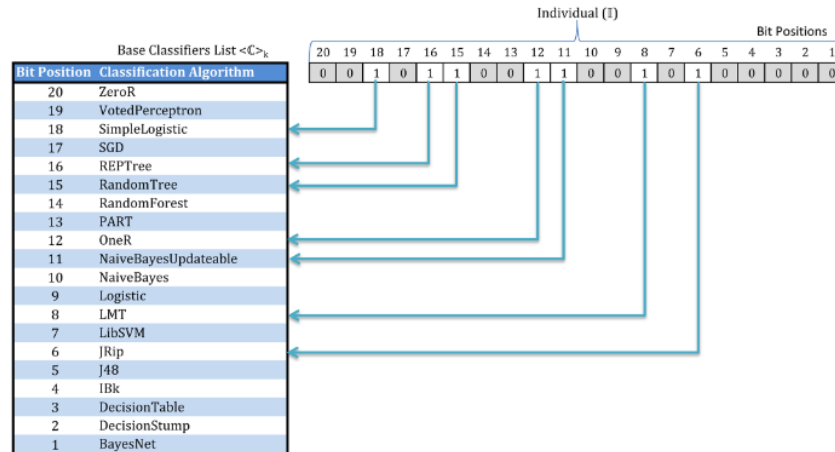 Individual (𝕀)
Bit Positions
Base Classifiers List <ℂ>k
20 19 18 17 16 15 14 13 12 11 10 9 8 7 6 5 4 3 2 1
0 0 1 0 1 1 0 0 1 1 0 0 1 0 1 0 0 0 0 0
Bit Position Classification Algorithm
20 ZeroR
19 VotedPerceptron
18 SimpleLogistic
17 SGD
16 REPTree
15 RandomTree
14 RandomForest
13 PART
12 OneR
11 NaiveBayesUpdateable
10 NaiveBayes
9 Logistic
8 LMT
7 LibSVM
6 JRip
5 J48
4 IBk
3 DecisionTable
2 DecisionStump
1 BayesNet